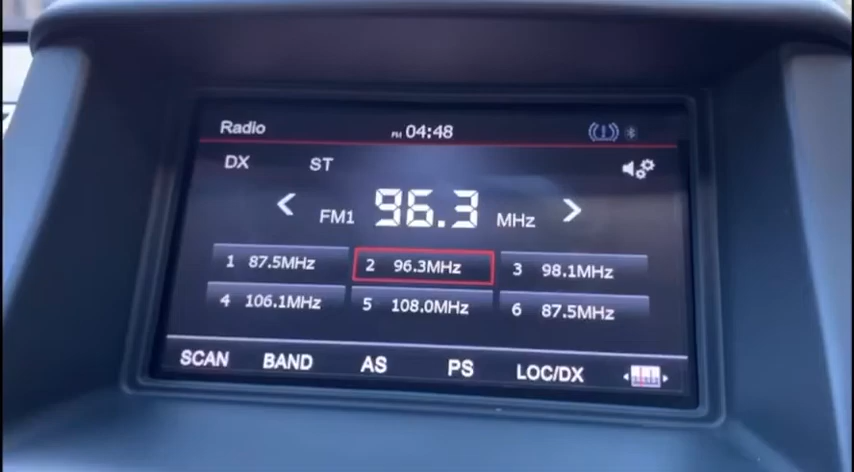 Radio PM 04:48
DX ST
FM1 96.3 MHz
1 87.5MHz 2 96.3MHz 3 98.1MHz
4 106.1MHz 5 108.0MHz 6 87.5MHz
SCAN BAND AS PS LOC/DX